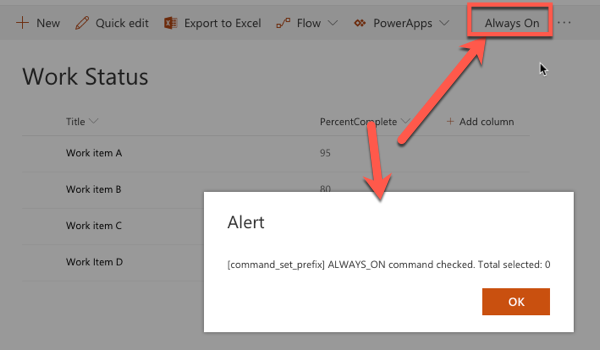 + New Quick edit Export to Excel Flow PowerApps Always On ...
Work Status
Title PercentComplete + Add column
Work item A 95
Work item B 80
Work item C
Work Item D
Alert
[command_set_prefix] ALWAYS_ON command checked. Total selected: 0
OK